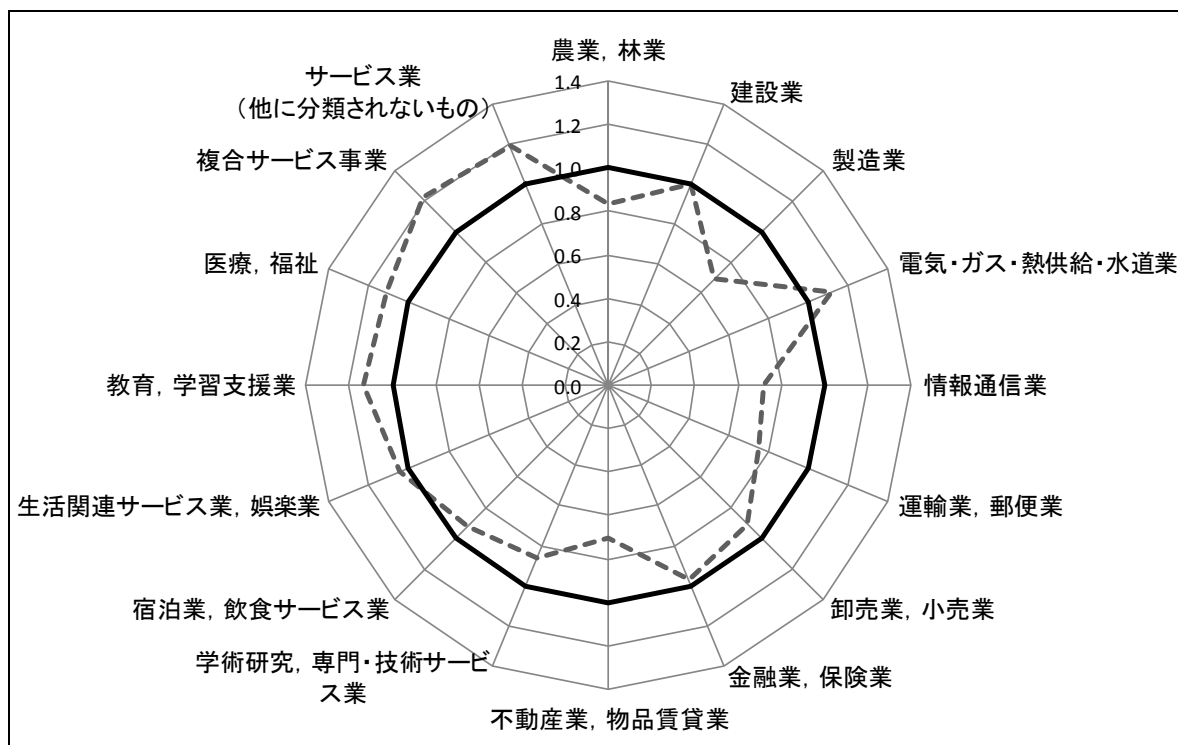 農業, 林業
サービス業
（他に分類されないもの）
建設業
複合サービス事業
製造業
医療, 福祉
電気・ガス・熱供給・水道業
教育, 学習支援業
情報通信業
生活関連サービス業, 娯楽業
運輸業, 郵便業
宿泊業, 飲食サービス業
卸売業, 小売業
学術研究, 専門・技術サービ
ス業
金融業, 保険業
不動産業, 物品賃貸業
1.4
1.2
1.0
0.8
0.6
0.4
0.2
0.0